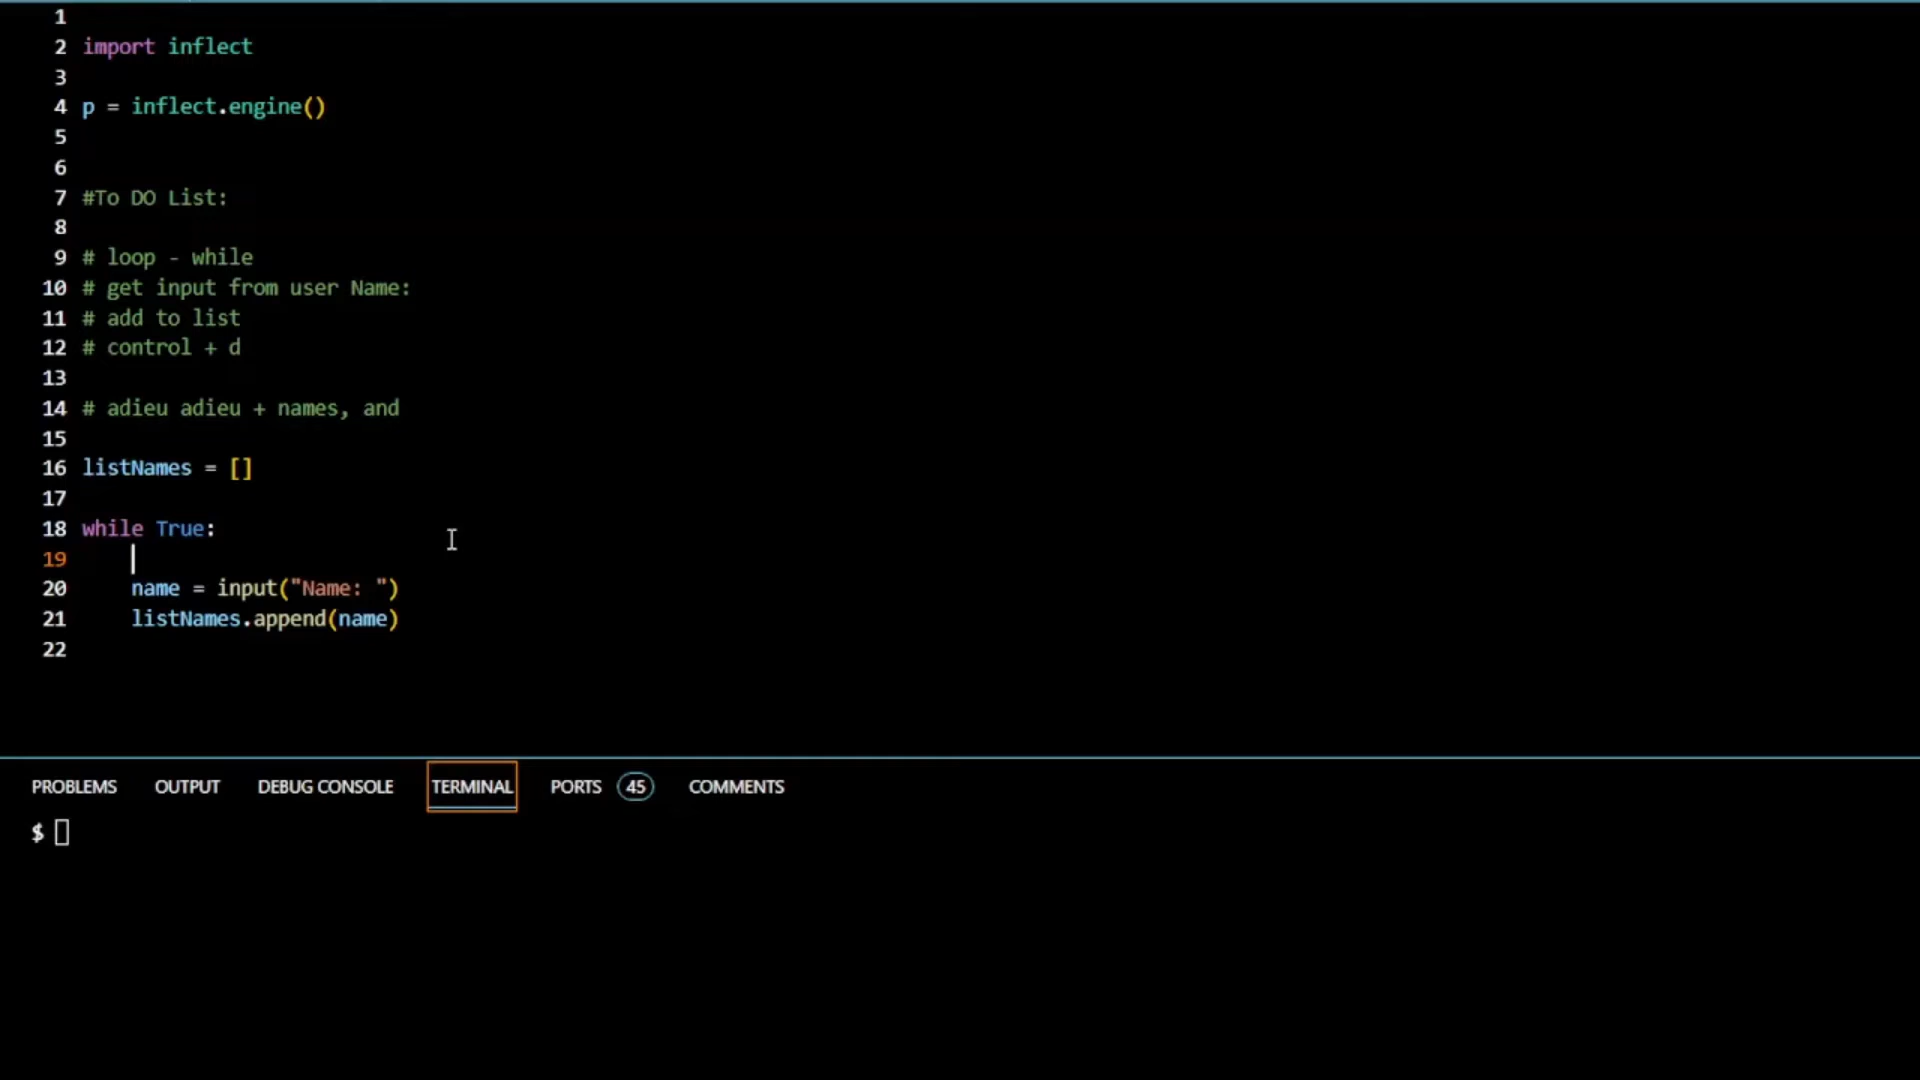 1
2 import inflect
3
4 p = inflect.engine()
5
6
7 #To DO List:
8
9 # loop - while
10 # get input from user Name:
11 # add to list
12 # control + d
13
14 # adieu adieu + names, and
15
16 listNames = []
17
18 while True:
19
20 name = input("Name: ")
21 listNames.append(name)
22
PROBLEMS OUTPUT DEBUG CONSOLE TERMINAL PORTS 45 COMMENTS
$